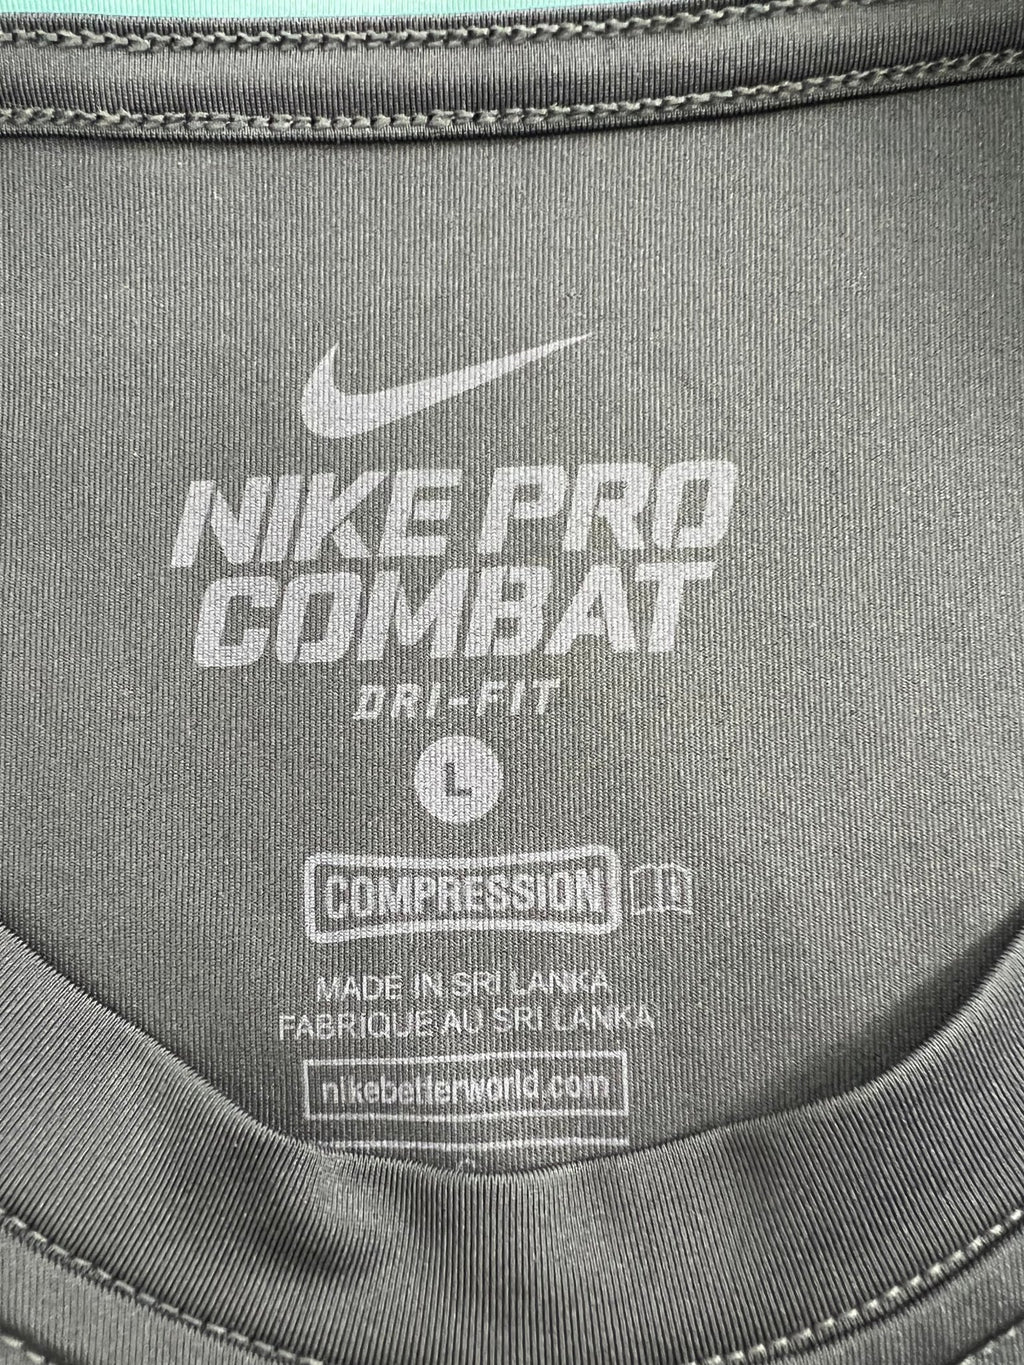 NIKE PRO
COMBAT
DRI-FIT
L
COMPRESSION
MADE IN SRI LANKA
FABRIQUE AU SRI LANKA
nikebetterworld.com